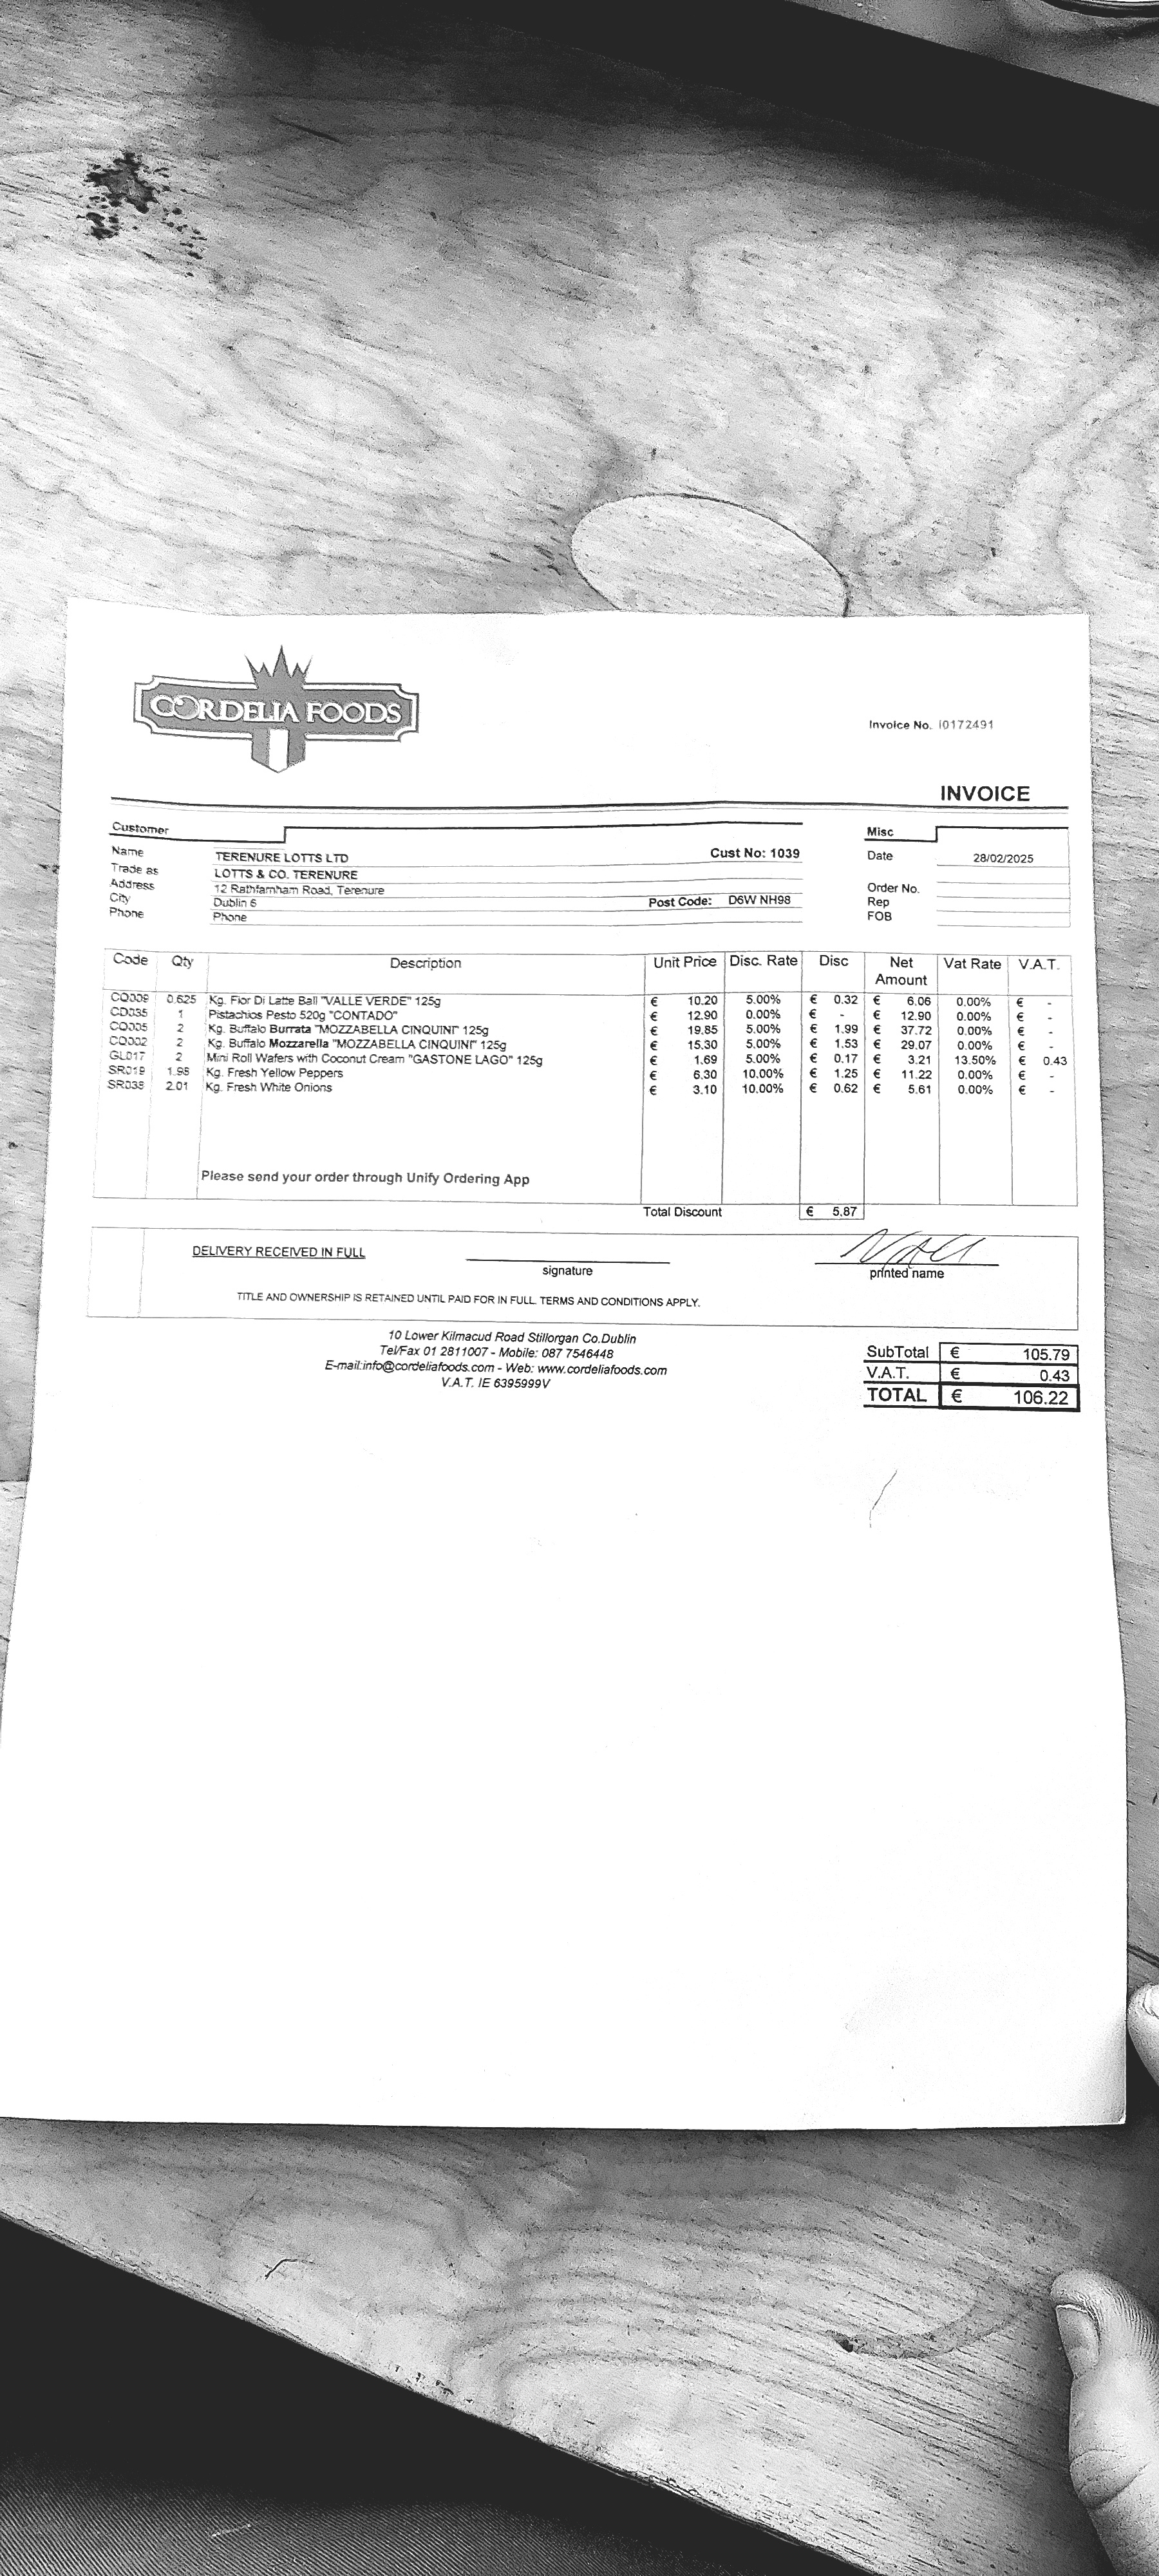 CORDELIA FOODS
Invoice No. I0172491
INVOICE
Customer
Misc
Name TERENURE LOTTS LTD Cust No: 1039
Date 28/02/2025
Trade as LOTTS & CO. TERENURE
Address 12 Rathfarnham Road, Terenure
Order No.
City Dublin 6 Post Code: D6W NH98
Rep
Phone Phone
FOB
Code Qty Description Unit Price Disc. Rate Disc Net Amount Vat Rate V.A.T.
CQ009 0.625 Kg. Fior Di Latte Ball "VALLE VERDE" 125g € 10.20 5.00% € 0.32 € 6.06 0.00% € -
CD035 1 Pistachios Pesto 520g "CONTADO" € 12.90 0.00% € - € 12.90 0.00% € -
CQ005 2 Kg. Buffalo Burrata "MOZZABELLA CINQUINI" 125g € 19.85 5.00% € 1.99 € 37.72 0.00% € -
CQ002 2 Kg. Buffalo Mozzarella "MOZZABELLA CINQUINI" 125g € 15.30 5.00% € 1.53 € 29.07 0.00% € -
GL017 2 Mini Roll Wafers with Coconut Cream "GASTONE LAGO" 125g € 1.69 5.00% € 0.17 € 3.21 13.50% € 0.43
SR019 1.98 Kg. Fresh Yellow Peppers € 6.30 10.00% € 1.25 € 11.22 0.00% € -
SR038 2.01 Kg. Fresh White Onions € 3.10 10.00% € 0.62 € 5.61 0.00% € -
Please send your order through Unify Ordering App
Total Discount € 5.87
DELIVERY RECEIVED IN FULL
signature
printed name
TITLE AND OWNERSHIP IS RETAINED UNTIL PAID FOR IN FULL. TERMS AND CONDITIONS APPLY.
10 Lower Kilmacud Road Stillorgan Co.Dublin
Tel/Fax 01 2811007 - Mobile: 087 7546448
E-mail:info@cordeliafoods.com - Web: www.cordeliafoods.com
V.A.T. IE 6395999V
SubTotal € 105.79
V.A.T. € 0.43
TOTAL € 106.22